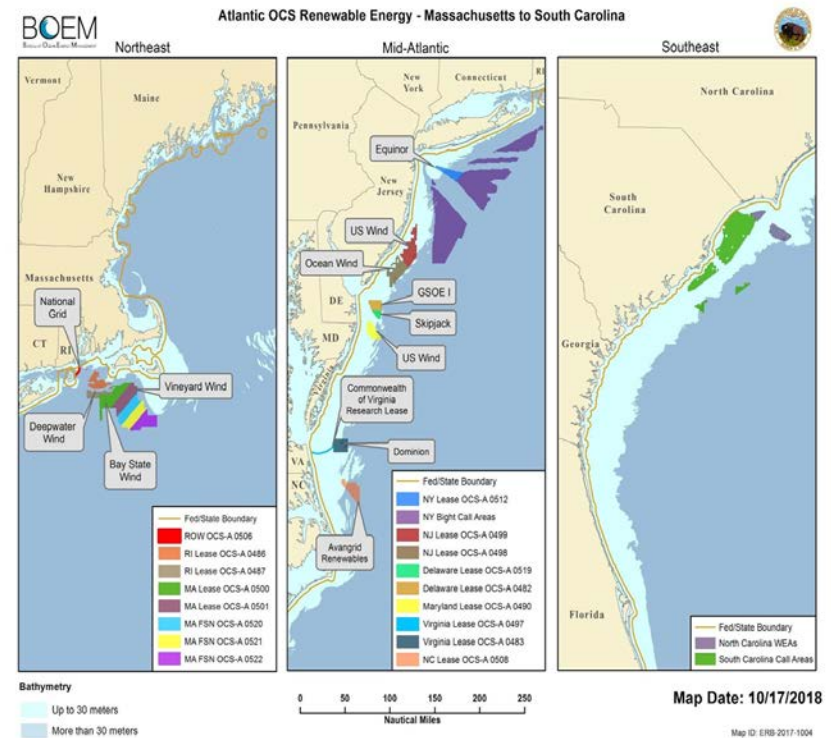 Atlantic OCS Renewable Energy - Massachusetts to South Carolina
BOEM
BUREAU OF OCEAN ENERGY MANAGEMENT
Northeast
Vermont
Maine
New
Hampshire
Massachusetts
National
Grid
CT
RI
Vineyard Wind
Deepwater
Wind
Bay State
Wind
Fed/State Boundary
ROW OCS-A 0506
RI Lease OCS-A 0486
RI Lease OCS-A 0487
MA Lease OCS-A 0500
MA Lease OCS-A 0501
MA FSN OCS-A 0520
MA FSN OCS-A 0521
MA FSN OCS-A 0522
Mid-Atlantic
New
York
Connecticut
RI
Pennsylvania
Equinor
New
Jersey
US Wind
Ocean Wind
GSOE I
DE
Skipjack
MD
US Wind
Virginia
Commonwealth
of Virginia
Research Lease
Dominion
VA
NC
Avangrid
Renewables
Fed/State Boundary
NY Lease OCS-A 0512
NY Bight Call Areas
NJ Lease OCS-A 0499
NJ Lease OCS-A 0498
Delaware Lease OCS-A 0519
Delaware Lease OCS-A 0482
Maryland Lease OCS-A 0490
Virginia Lease OCS-A 0497
Virginia Lease OCS-A 0483
NC Lease OCS-A 0508
Southeast
North Carolina
South
Carolina
Georgia
Florida
Fed/State Boundary
North Carolina WEAs
South Carolina Call Areas
Bathymetry
Up to 30 meters
More than 30 meters
0 50 100 150 200 250
Nautical Miles
Map Date: 10/17/2018
Map ID: ERB-2017-1004